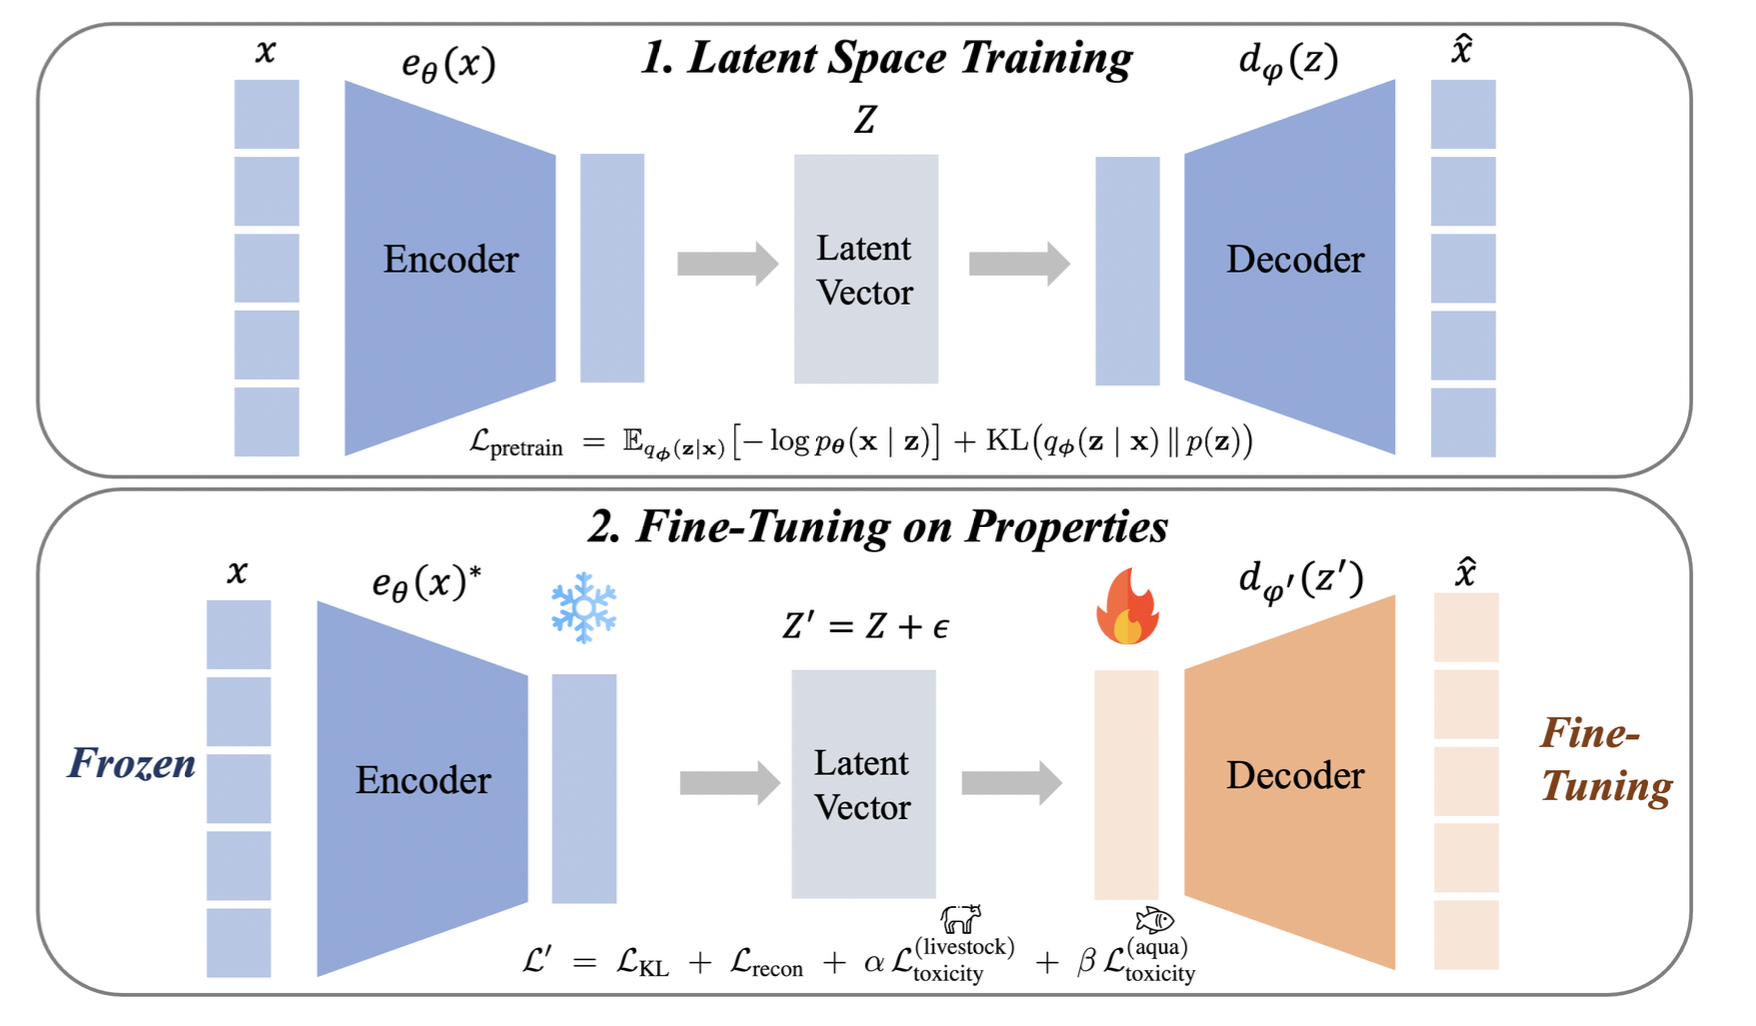 1. Latent Space Training
x
e_θ(x)
Z
d_φ(z)
x̂
Encoder
Latent
Vector
Decoder
ℒ_pretrain = 𝔼_{q_ϕ(z|x)}[− log p_θ(x | z)] + KL(q_ϕ(z | x) ∥ p(z))
2. Fine-Tuning on Properties
x
e_θ(x)*
Z′ = Z + ϵ
d_φ′(z′)
x̂
Frozen
Encoder
Latent
Vector
Decoder
Fine-
Tuning
ℒ′ = ℒ_KL + ℒ_recon + α ℒ_toxicity^(livestock) + β ℒ_toxicity^(aqua)